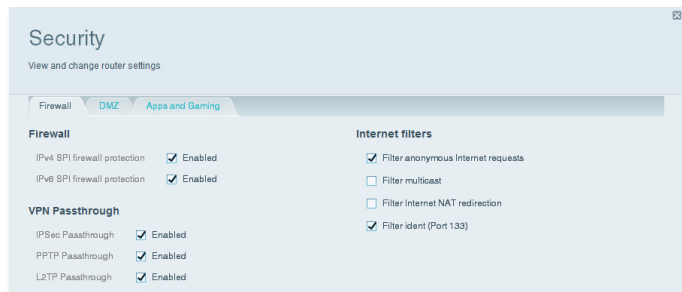 Security
View and change router settings
Firewall
DMZ
Apps and Gaming
Firewall
IPv4 SPI firewall protection Enabled
IPv6 SPI firewall protection Enabled
VPN Passthrough
IPSec Passthrough Enabled
PPTP Passthrough Enabled
L2TP Passthrough Enabled
Internet filters
Filter anonymous Internet requests
Filter multicast
Filter Internet NAT redirection
Filter ident (Port 133)